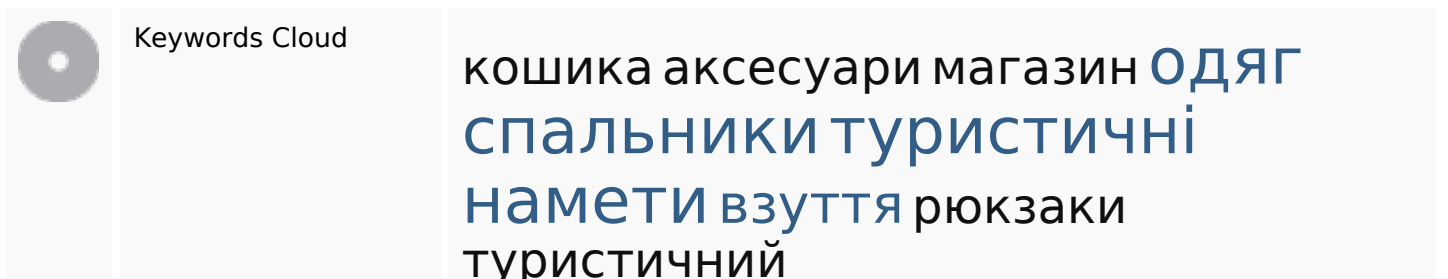 Keywords Cloud
кошика аксесуари магазин одяг
спальники туристичні
намети взуття рюкзаки
туристичний